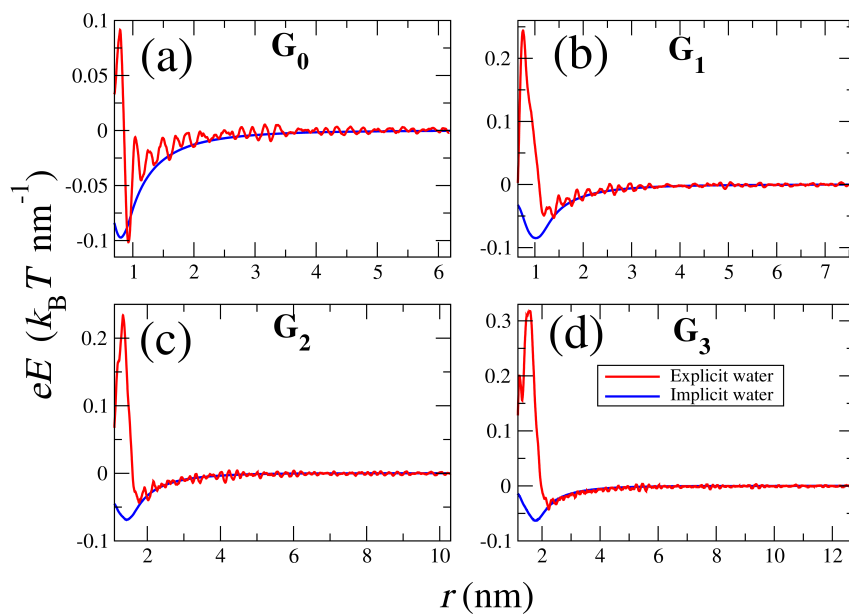 (a) G0
0.1
0.05
0
-0.05
-0.1
1 2 3 4 5 6
(b) G1
0.2
0.1
0
-0.1
1 2 3 4 5 6 7
eE (kBT nm-1)
(c) G2
0.2
0.1
0
-0.1
2 4 6 8 10
(d) G3
Explicit water
Implicit water
0.3
0.2
0.1
0
-0.1
2 4 6 8 10 12
r (nm)